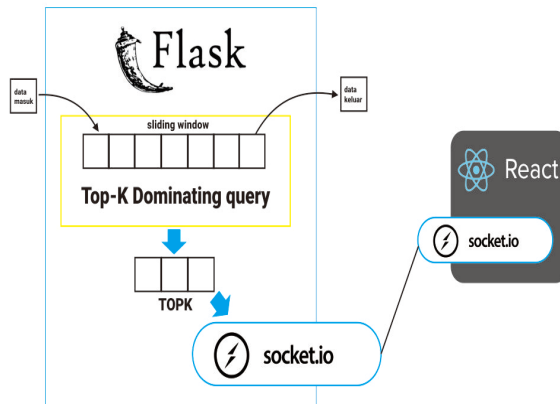 Flask
data
masuk
data
keluar
sliding window
Top-K Dominating query
TOPK
socket.io
React
socket.io